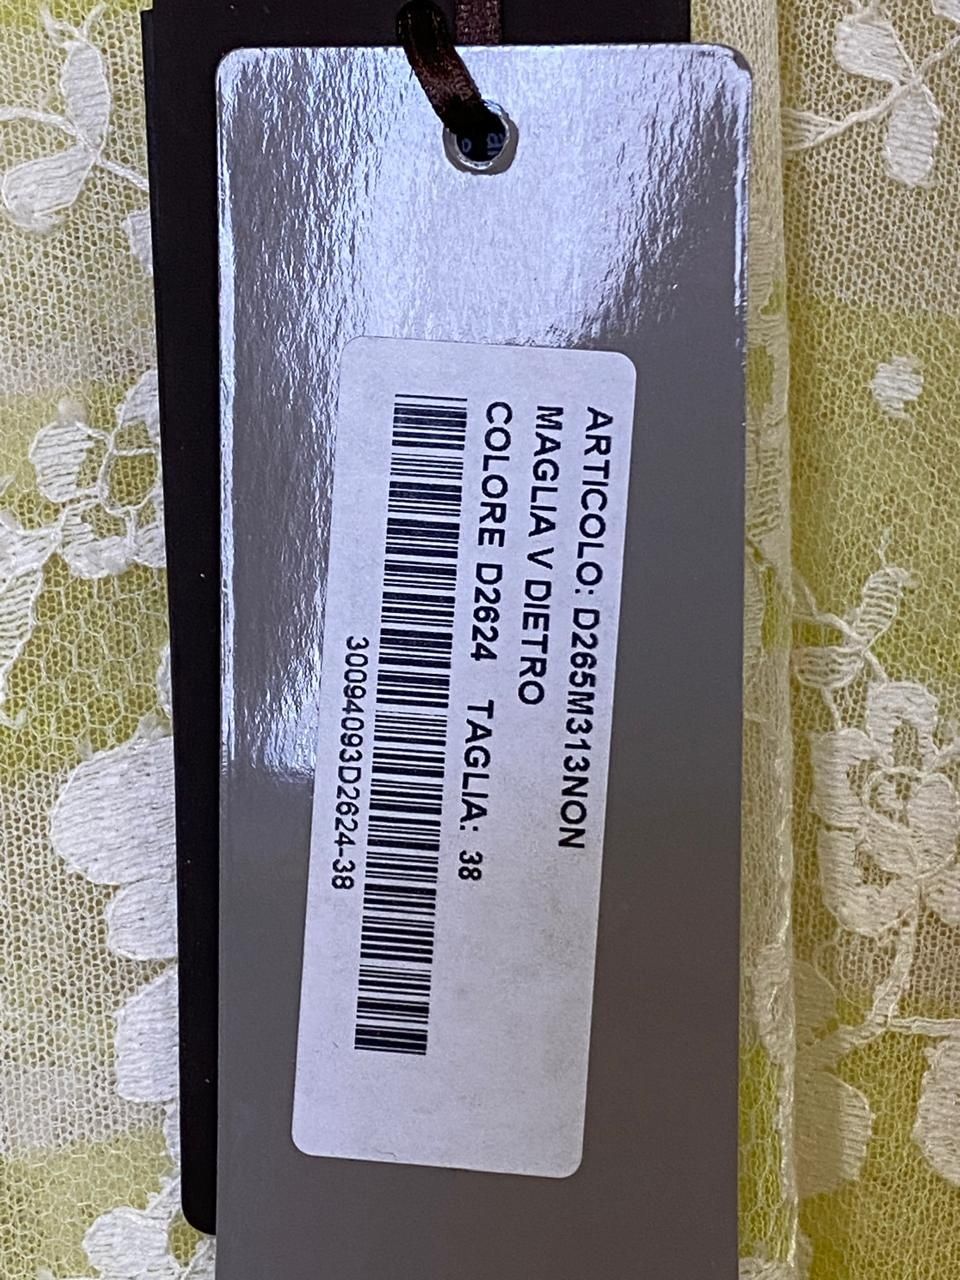 ARTICOLO: D265M313NON
MAGLIA V DIETRO
COLORE D2624 TAGLIA: 38
30094093D2624-38